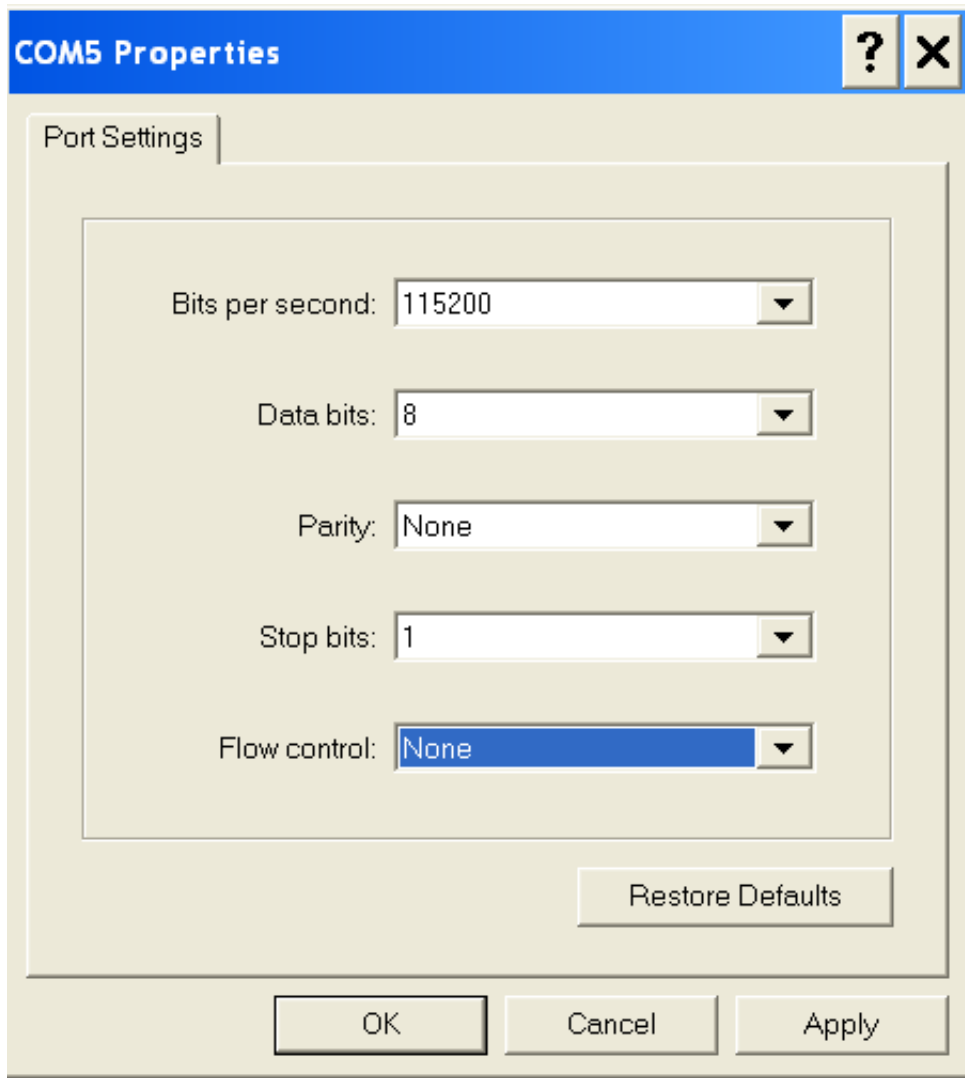 COM5 Properties
Port Settings
Bits per second: 115200
Data bits: 8
Parity: None
Stop bits: 1
Flow control: None
Restore Defaults
OK Cancel Apply